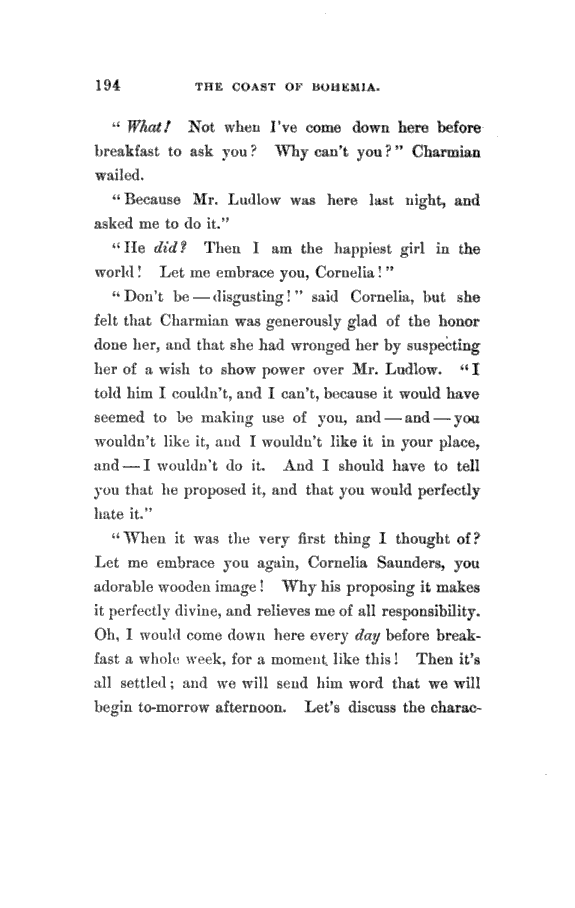 194 THE COAST OF BOHEMIA.
"What! Not when I've come down here before
breakfast to ask you? Why can't you?" Charmian
wailed.
"Because Mr. Ludlow was here last night, and
asked me to do it."
"He did? Then I am the happiest girl in the
world! Let me embrace you, Cornelia!"
"Don't be—disgusting!" said Cornelia, but she
felt that Charmian was generously glad of the honor
done her, and that she had wronged her by suspecting
her of a wish to show power over Mr. Ludlow. "I
told him I couldn't, and I can't, because it would have
seemed to be making use of you, and—and—you
wouldn't like it, and I wouldn't like it in your place,
and—I wouldn't do it. And I should have to tell
you that he proposed it, and that you would perfectly
hate it."
"When it was the very first thing I thought of?
Let me embrace you again, Cornelia Saunders, you
adorable wooden image! Why his proposing it makes
it perfectly divine, and relieves me of all responsibility.
Oh, I would come down here every day before break-
fast a whole week, for a moment like this! Then it's
all settled; and we will send him word that we will
begin to-morrow afternoon. Let's discuss the charac-